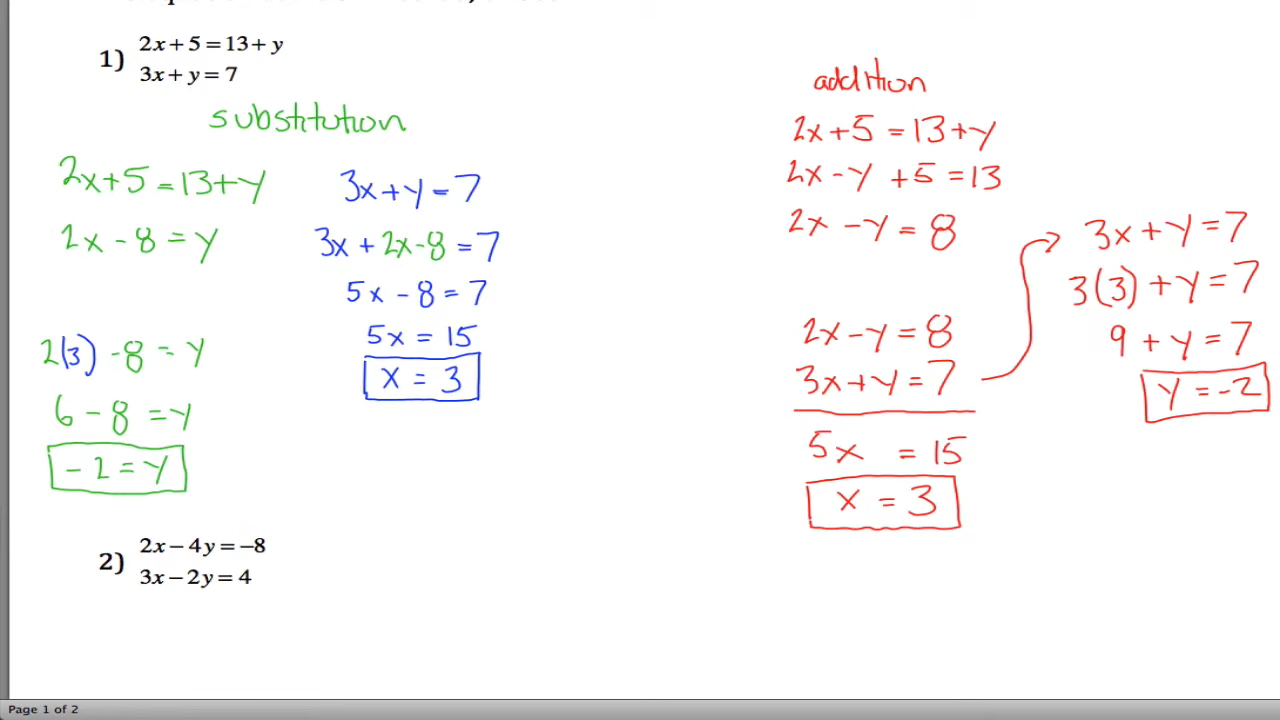 1) 2x+5=13+y
3x+y=7
substitution
2x+5=13+y
2x-8=y
3x+y=7
3x+2x-8=7
5x-8=7
5x=15
x=3
2(3)-8=y
6-8=y
-2=y
addition
2x+5=13+y
2x-y+5=13
2x-y=8
2x-y=8
3x+y=7
5x=15
x=3
3x+y=7
3(3)+y=7
9+y=7
y=-2
2) 2x-4y=-8
3x-2y=4
Page 1 of 2